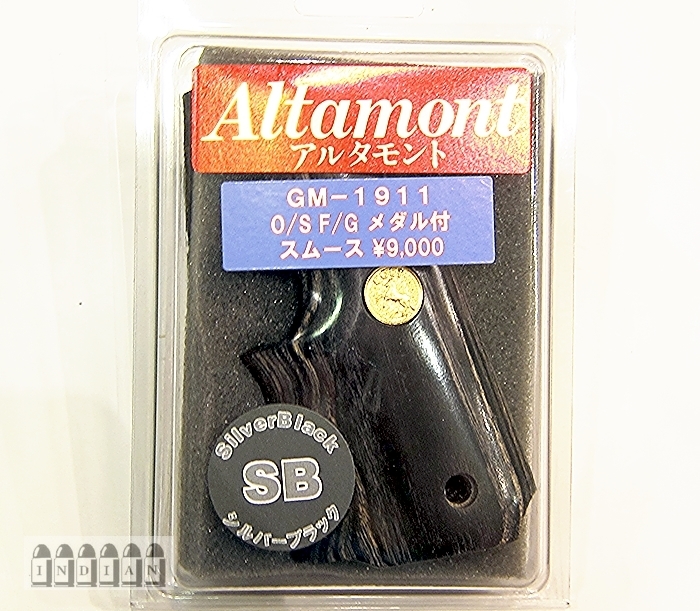 Altamont
アルタモント
GM-1911
O/S F/G メダル付
スムース ¥9,000
SilverBlack
SB
シルバーブラック
INDIAN